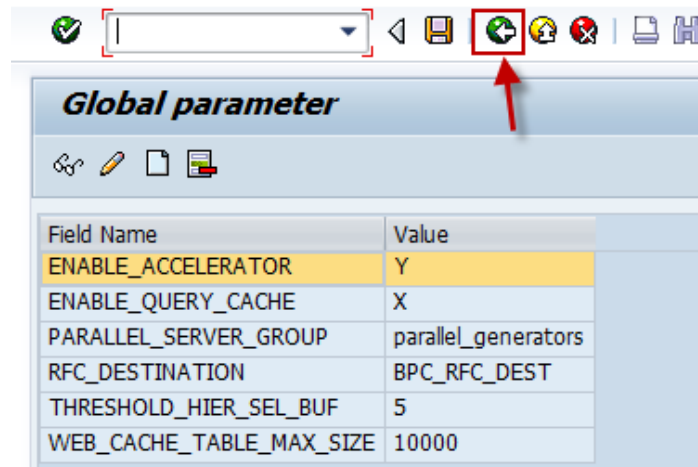 Global parameter
Field Name Value
ENABLE_ACCELERATOR Y
ENABLE_QUERY_CACHE X
PARALLEL_SERVER_GROUP parallel_generators
RFC_DESTINATION BPC_RFC_DEST
THRESHOLD_HIER_SEL_BUF 5
WEB_CACHE_TABLE_MAX_SIZE 10000